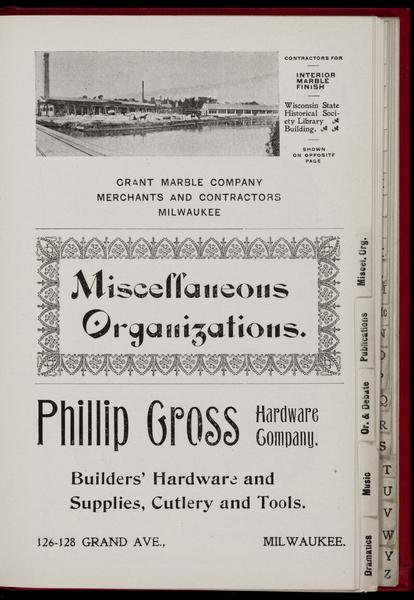 CONTRACTORS FOR
INTERIOR
MARBLE
FINISH
Wisconsin State
Historical Soci-
ety Library
Building.
SHOWN
ON OPPOSITE
PAGE
GRANT MARBLE COMPANY
MERCHANTS AND CONTRACTORS
MILWAUKEE
Miscellaneous
Organizations.
Phillip Gross Hardware
Company.
Builders' Hardware and
Supplies, Cutlery and Tools.
126-128 GRAND AVE., MILWAUKEE.
Miscel. Org.
Publications
Or. & Debate
Music
Dramatics
Q
R
S
T
U
V
W
Y
Z